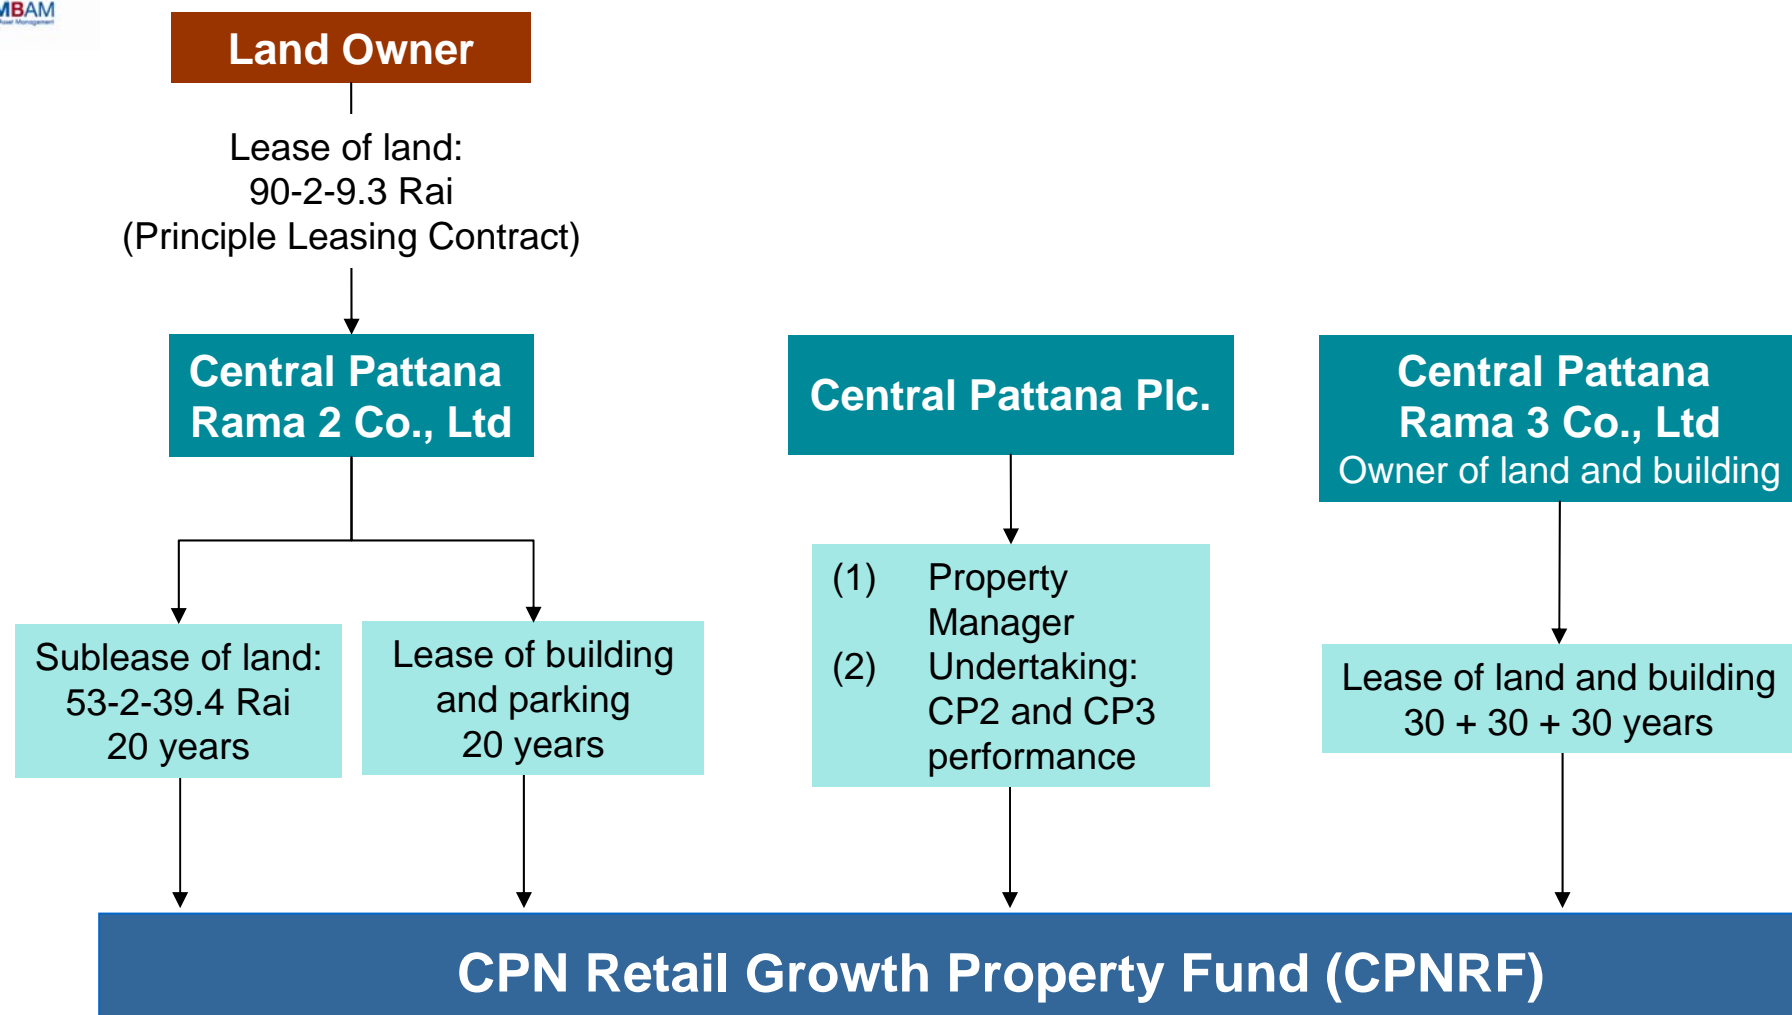 MBAM
Asset Management
Land Owner
Lease of land:
90-2-9.3 Rai
(Principle Leasing Contract)
Central Pattana
Rama 2 Co., Ltd
Central Pattana Plc.
Central Pattana
Rama 3 Co., Ltd
Owner of land and building
Sublease of land:
53-2-39.4 Rai
20 years
Lease of building
and parking
20 years
(1) Property
Manager
(2) Undertaking:
CP2 and CP3
performance
Lease of land and building
30 + 30 + 30 years
CPN Retail Growth Property Fund (CPNRF)